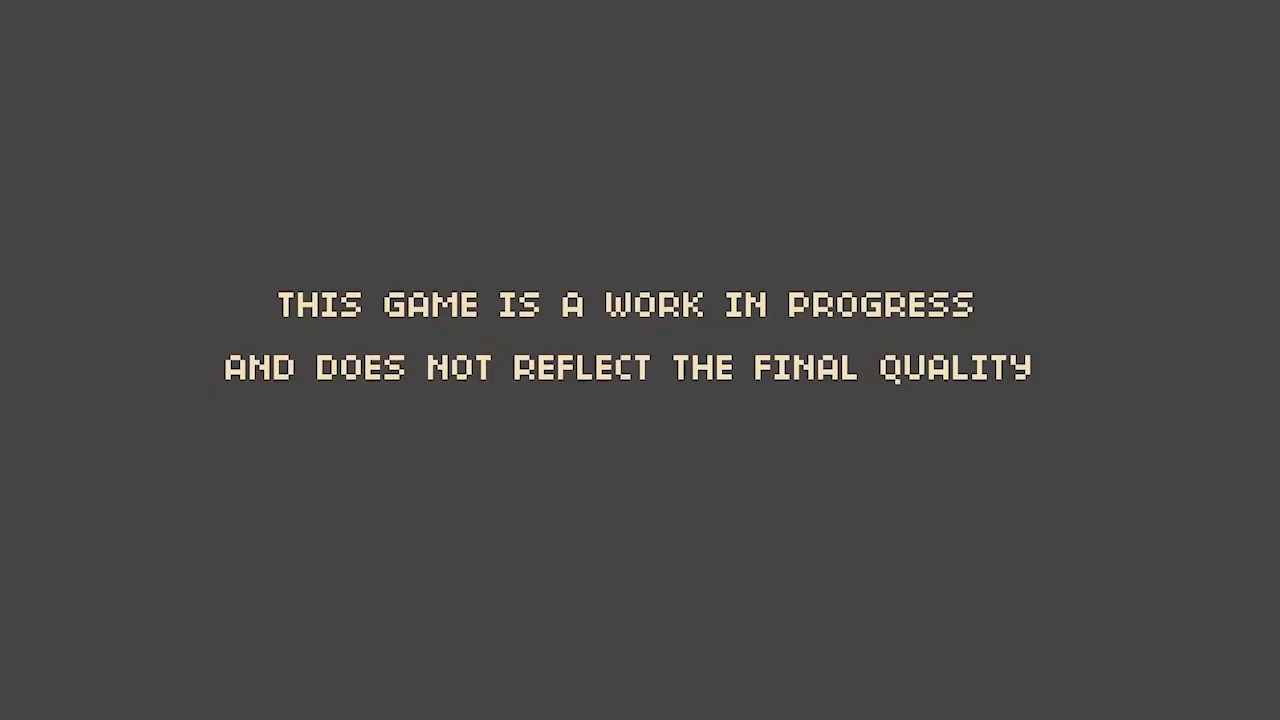 THIS GAME IS A WORK IN PROGRESS
AND DOES NOT REFLECT THE FINAL QUALITY